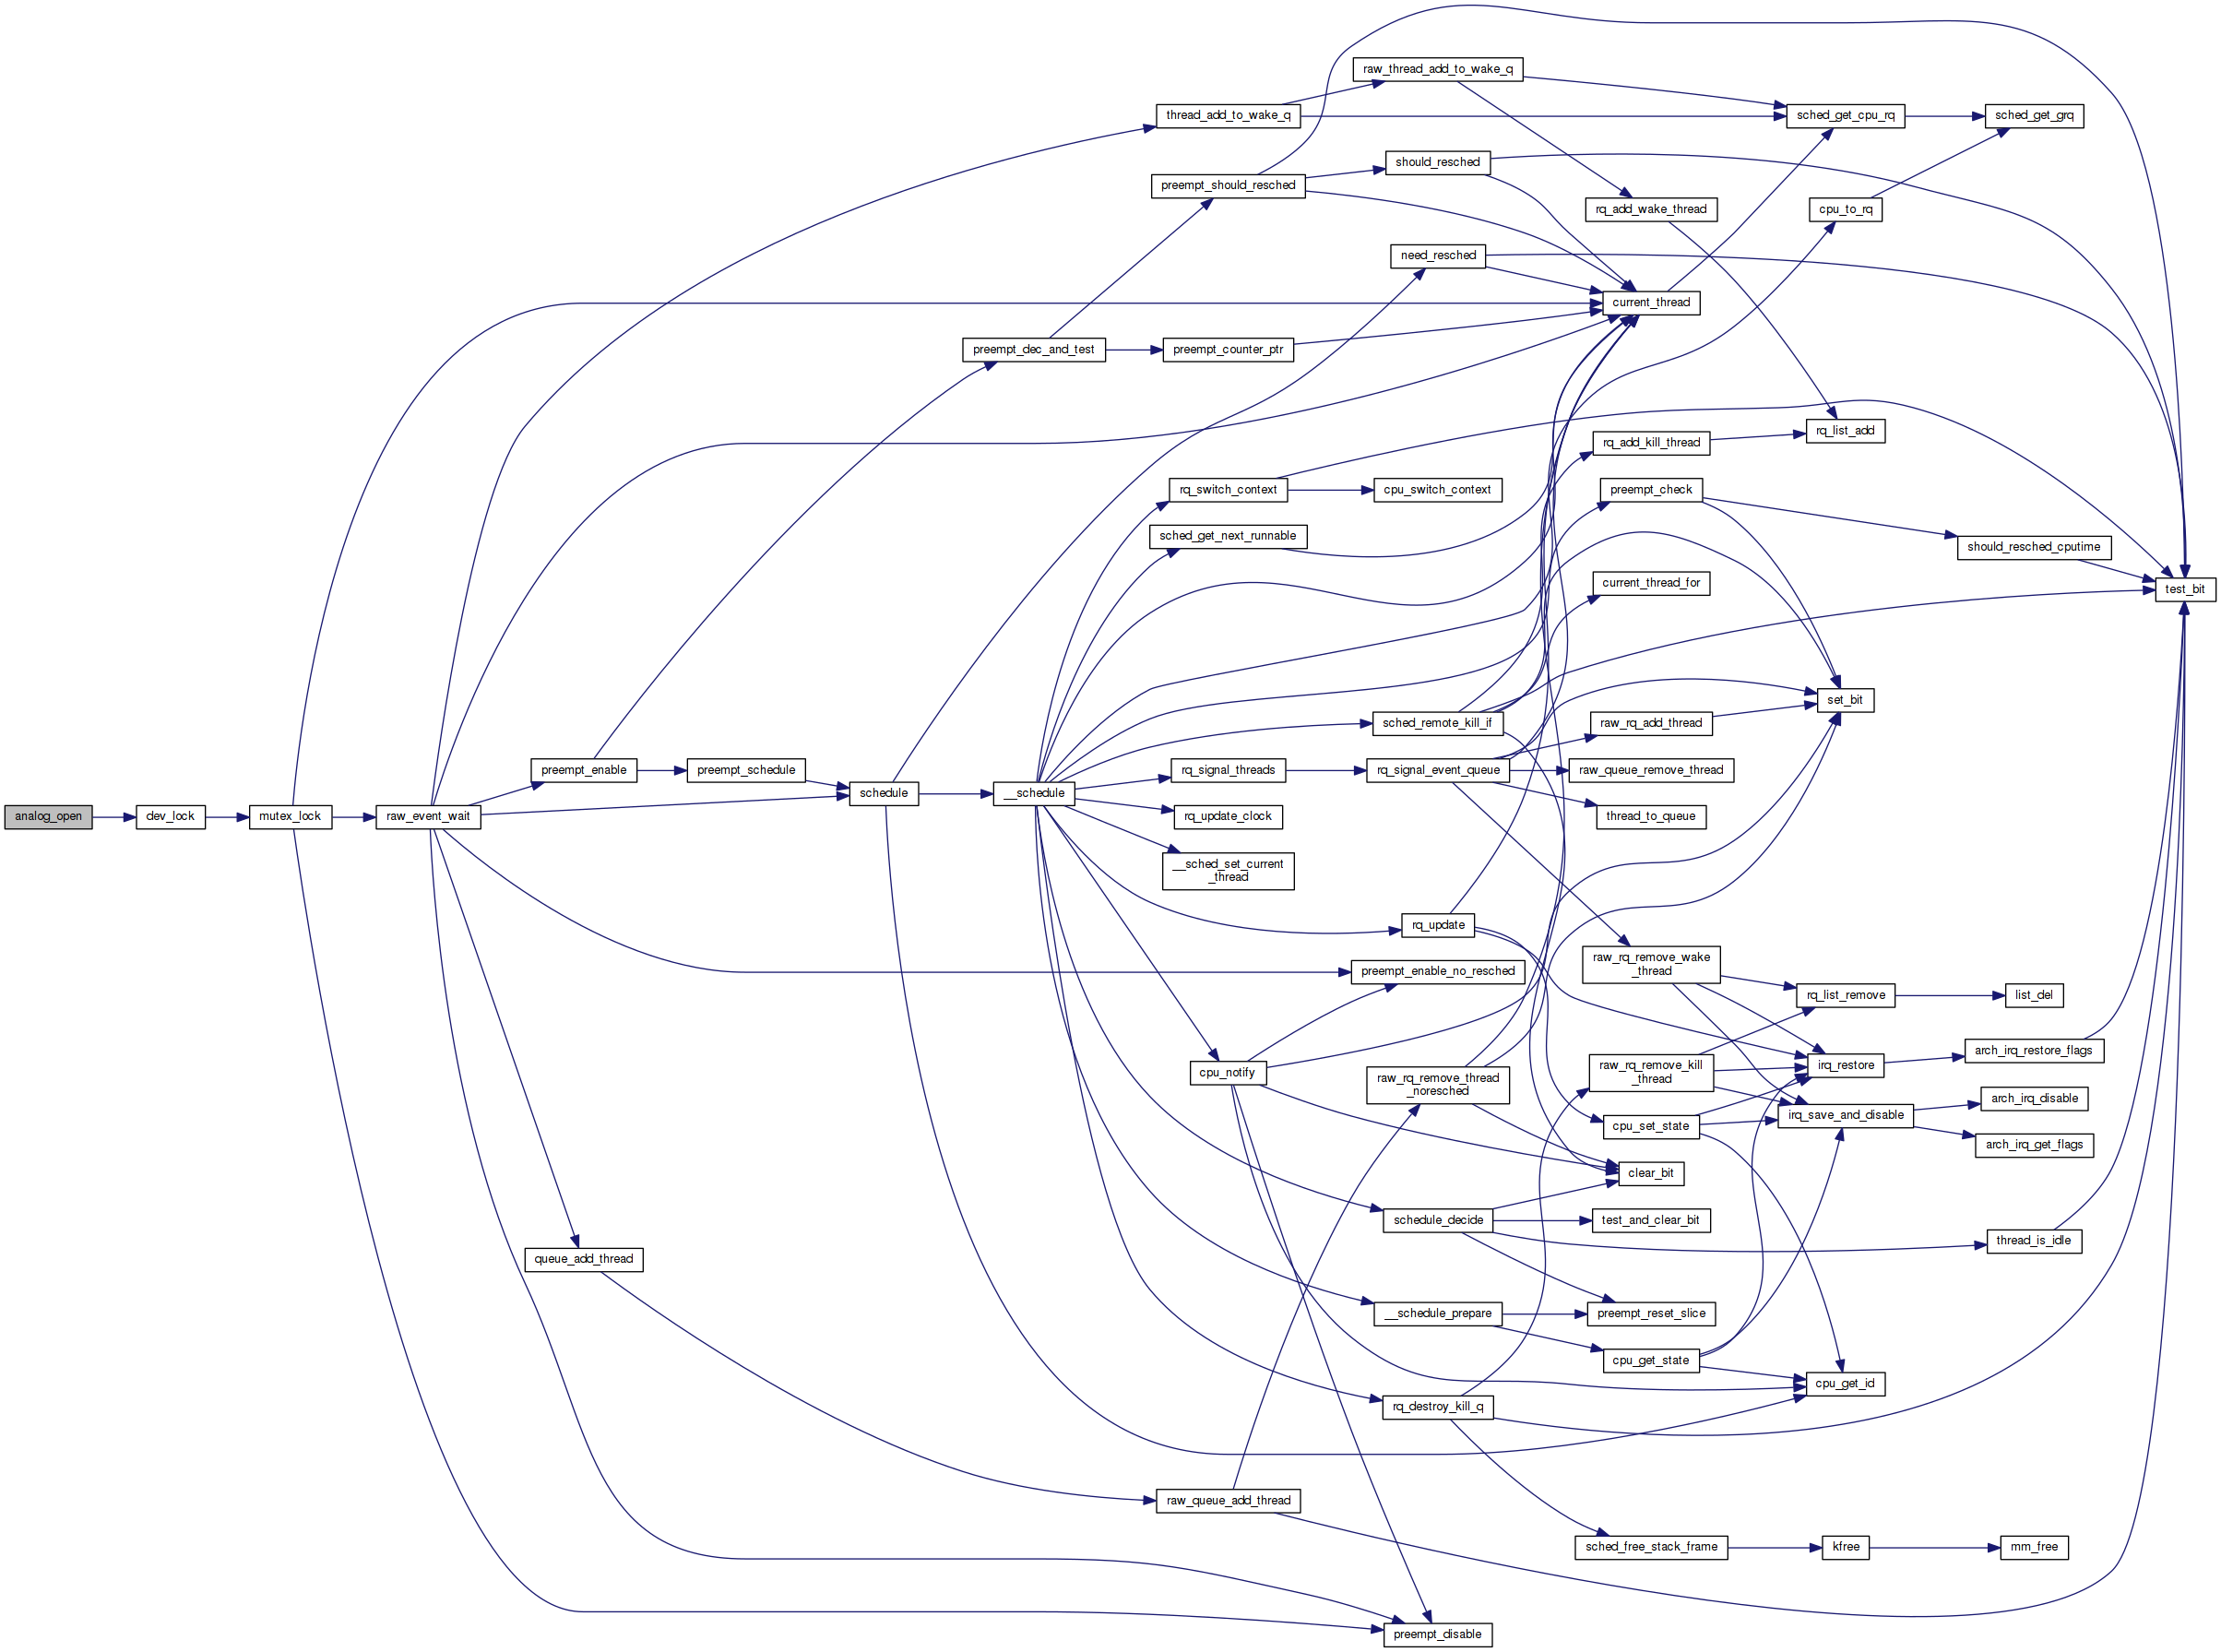 raw_thread_add_to_wake_q
thread_add_to_wake_q
sched_get_cpu_rq
sched_get_grq
should_resched
preempt_should_resched
rq_add_wake_thread
cpu_to_rq
need_resched
current_thread
preempt_dec_and_test
preempt_counter_ptr
rq_list_add
rq_add_kill_thread
rq_switch_context
cpu_switch_context
preempt_check
sched_get_next_runnable
should_resched_cputime
current_thread_for
test_bit
set_bit
sched_remote_kill_if
raw_rq_add_thread
preempt_enable
preempt_schedule
rq_signal_threads
rq_signal_event_queue
raw_queue_remove_thread
schedule
__schedule
analog_open
dev_lock
mutex_lock
raw_event_wait
rq_update_clock
thread_to_queue
__sched_set_current
_thread
rq_update
raw_rq_remove_wake
_thread
preempt_enable_no_resched
rq_list_remove
list_del
arch_irq_restore_flags
cpu_notify
raw_rq_remove_thread
_noresched
raw_rq_remove_kill
_thread
irq_restore
arch_irq_disable
irq_save_and_disable
cpu_set_state
arch_irq_get_flags
clear_bit
schedule_decide
test_and_clear_bit
thread_is_idle
queue_add_thread
__schedule_prepare
preempt_reset_slice
cpu_get_state
cpu_get_id
rq_destroy_kill_q
raw_queue_add_thread
sched_free_stack_frame
kfree
mm_free
preempt_disable